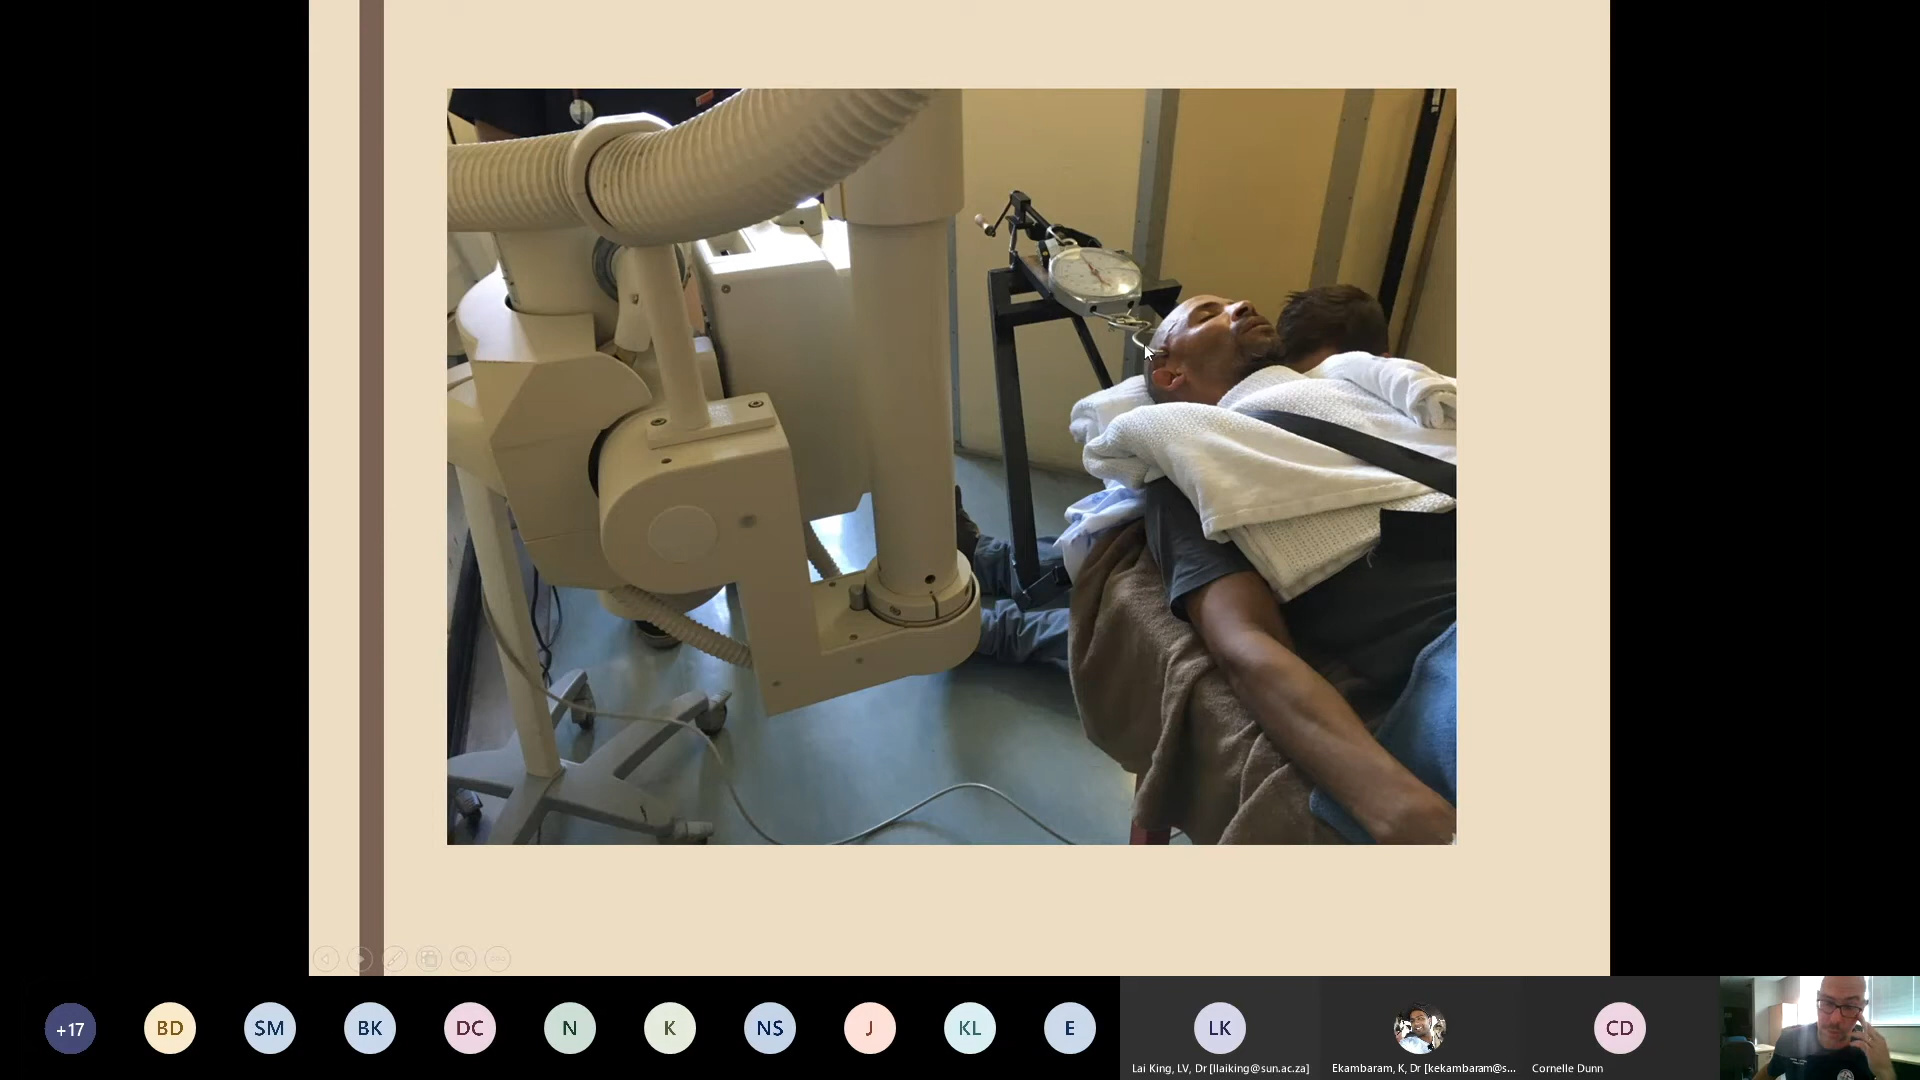 +17
BD
SM
BK
DC
N
K
NS
J
KL
E
LK
CD
Lai King, LV, Dr [llaiking@sun.ac.za]
Ekambaram, K, Dr [kekambaram@s...
Cornelle Dunn